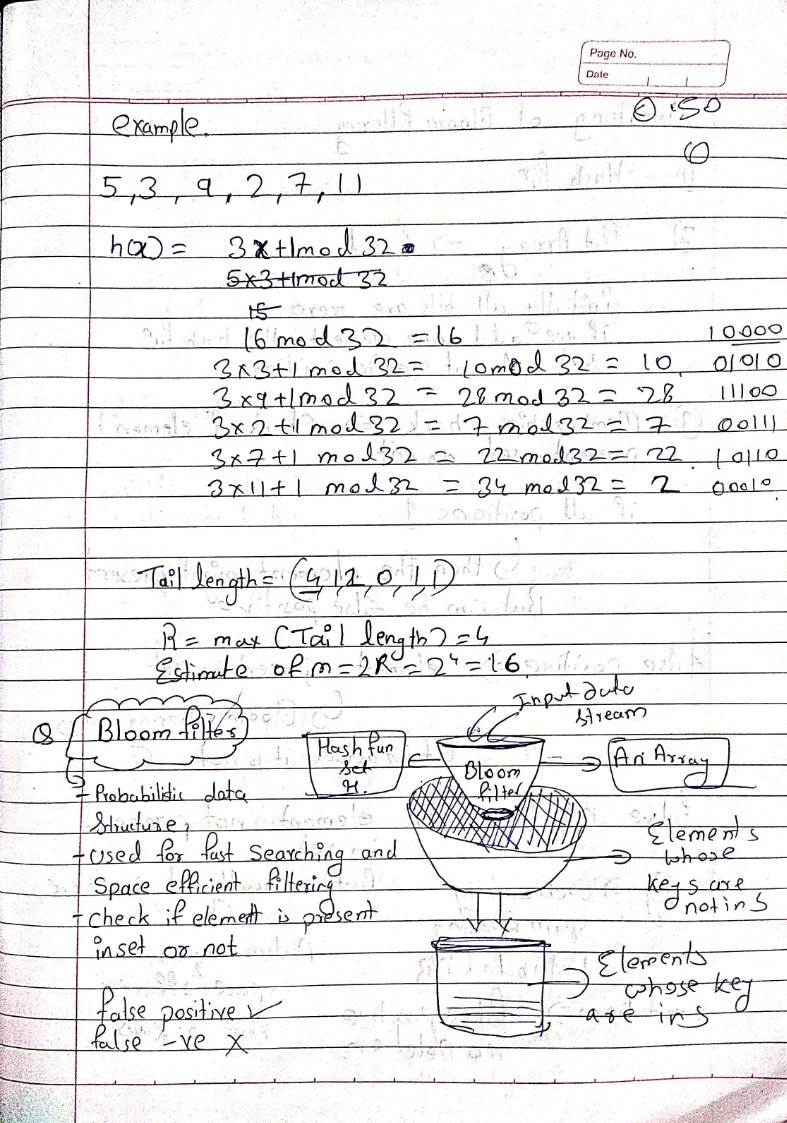 Page No.
Date
example.
5, 3, 9, 2, 7, 11
h(x) = 3x+1 mod 32
5x3+1 mod 32
15
16 mod 32 = 16 10000
3x3+1 mod 32 = 10 mod 32 = 10 01010
3x9+1 mod 32 = 28 mod 32 = 28 11100
3x2+1 mod 32 = 7 mod 32 = 7 00111
3x7+1 mod 32 = 22 mod 32 = 22 10110
3x11+1 mod 32 = 34 mod 32 = 2 00010
Tail length = (4,1,2,0,1,1)
R = max (Tail length) = 4
Estimate of m = 2R = 2⁴ = 16
Q Bloom filter
- Probabilistic data
structure,
- used for fast searching and
space efficient filtering
- check if element is present
in set or not
false positive ✓
false -ve X
Input data
stream
Hash fun
set
H.
Bloom
filter
An Array
Elements
whose
keys are
not in S
Elements
whose key
are in S